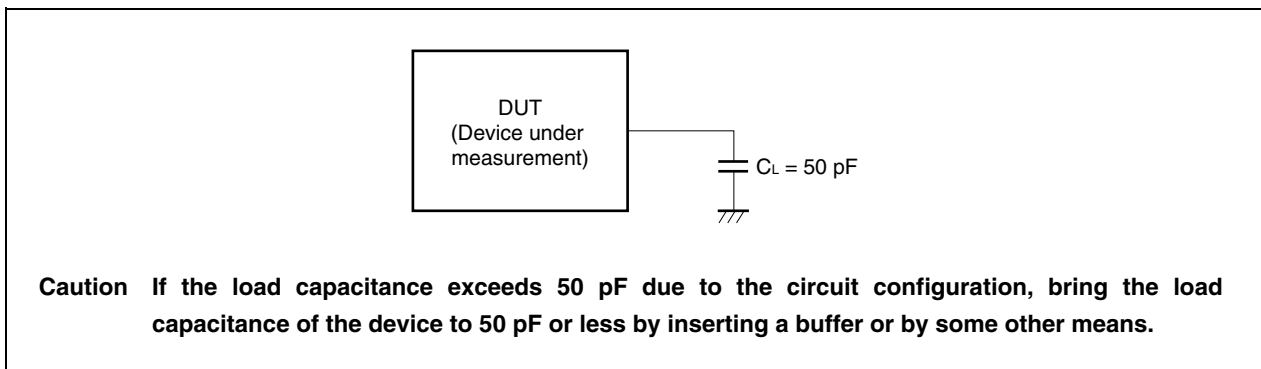 DUT
(Device under
measurement)
CL = 50 pF
Caution If the load capacitance exceeds 50 pF due to the circuit configuration, bring the load
capacitance of the device to 50 pF or less by inserting a buffer or by some other means.